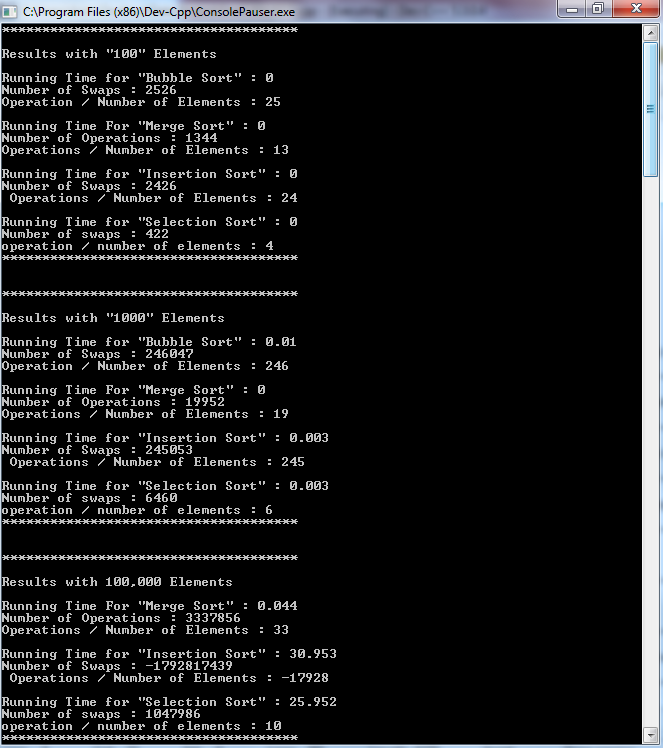 C:\Program Files (x86)\Dev-Cpp\ConsolePauser.exe
*************************************
Results with "100" Elements
Running Time for "Bubble Sort" : 0
Number of Swaps : 2526
Operation / Number of Elements : 25
Running Time For "Merge Sort" : 0
Number of Operations : 1344
Operations / Number of Elements : 13
Running Time for "Insertion Sort" : 0
Number of Swaps : 2426
Operations / Number of Elements : 24
Running Time for "Selection Sort" : 0
Number of swaps : 422
operation / number of elements : 4
*************************************
*************************************
Results with "1000" Elements
Running Time for "Bubble Sort" : 0.01
Number of Swaps : 246047
Operation / Number of Elements : 246
Running Time For "Merge Sort" : 0
Number of Operations : 19952
Operations / Number of Elements : 19
Running Time for "Insertion Sort" : 0.003
Number of Swaps : 245053
Operations / Number of Elements : 245
Running Time for "Selection Sort" : 0.003
Number of swaps : 6460
operation / number of elements : 6
*************************************
*************************************
Results with 100,000 Elements
Running Time For "Merge Sort" : 0.044
Number of Operations : 3337856
Operations / Number of Elements : 33
Running Time for "Insertion Sort" : 30.953
Number of Swaps : -1792817439
Operations / Number of Elements : -17928
Running Time for "Selection Sort" : 25.952
Number of swaps : 1047986
operation / number of elements : 10
*************************************